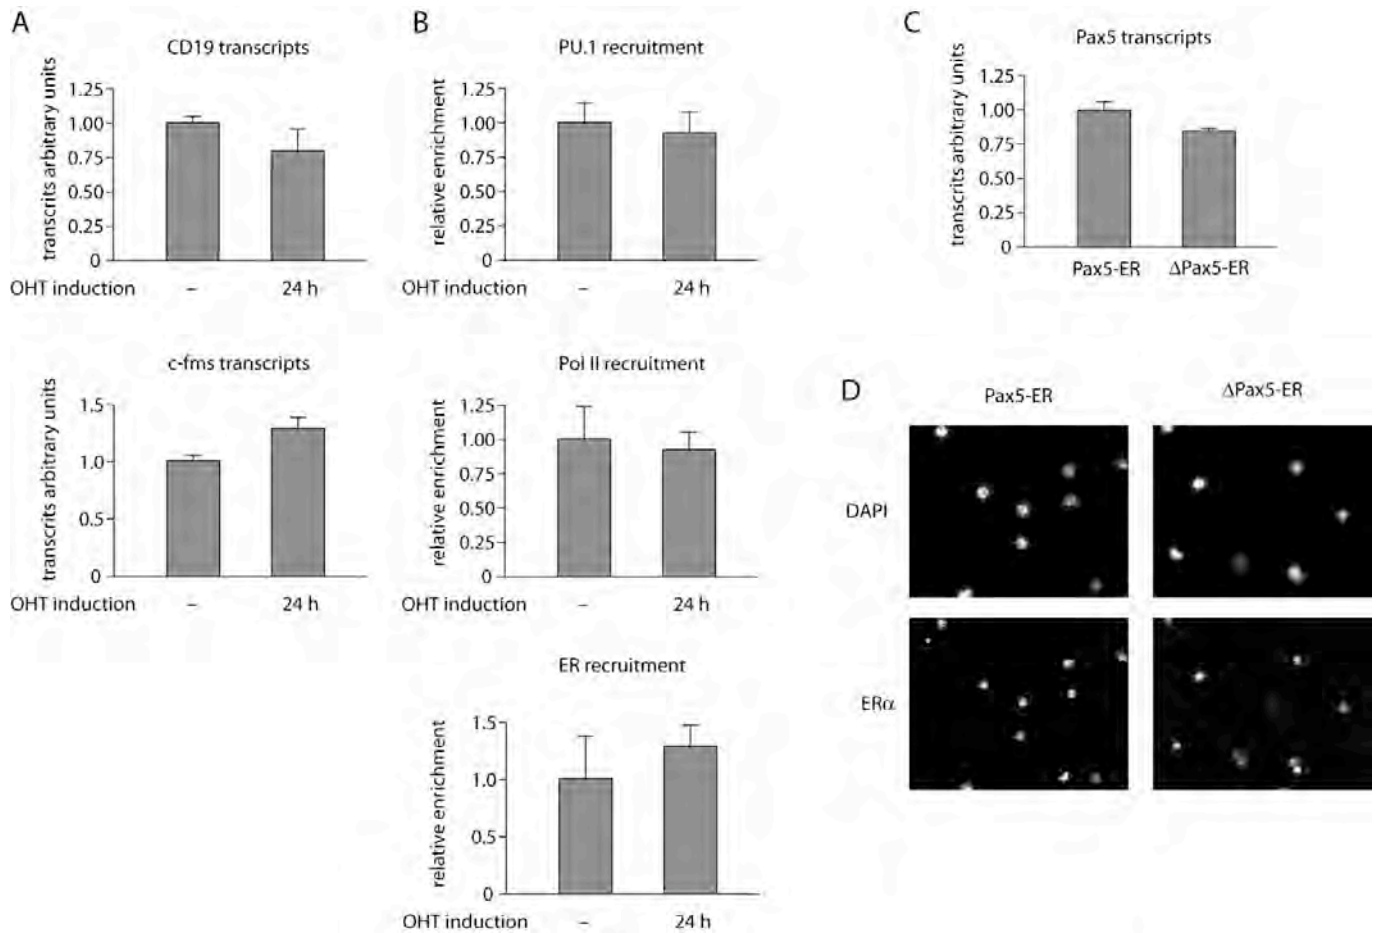 A
CD19 transcripts
transcrits arbitrary units
1.25
1.00
0.75
0.50
0.25
0
OHT induction – 24 h
c-fms transcripts
transcrits arbitrary units
1.5
1.0
0.5
0
OHT induction – 24 h
B
PU.1 recruitment
relative enrichment
1.25
1.00
0.75
0.50
0.25
0
OHT induction – 24 h
Pol II recruitment
relative enrichment
1.25
1.00
0.75
0.50
0.25
0
OHT induction – 24 h
ER recruitment
relative enrichment
1.5
1.0
0.5
0
OHT induction – 24 h
C
Pax5 transcripts
transcrits arbitrary units
1.25
1.00
0.75
0.50
0.25
0
Pax5-ER ΔPax5-ER
D
Pax5-ER ΔPax5-ER
DAPI
ERα